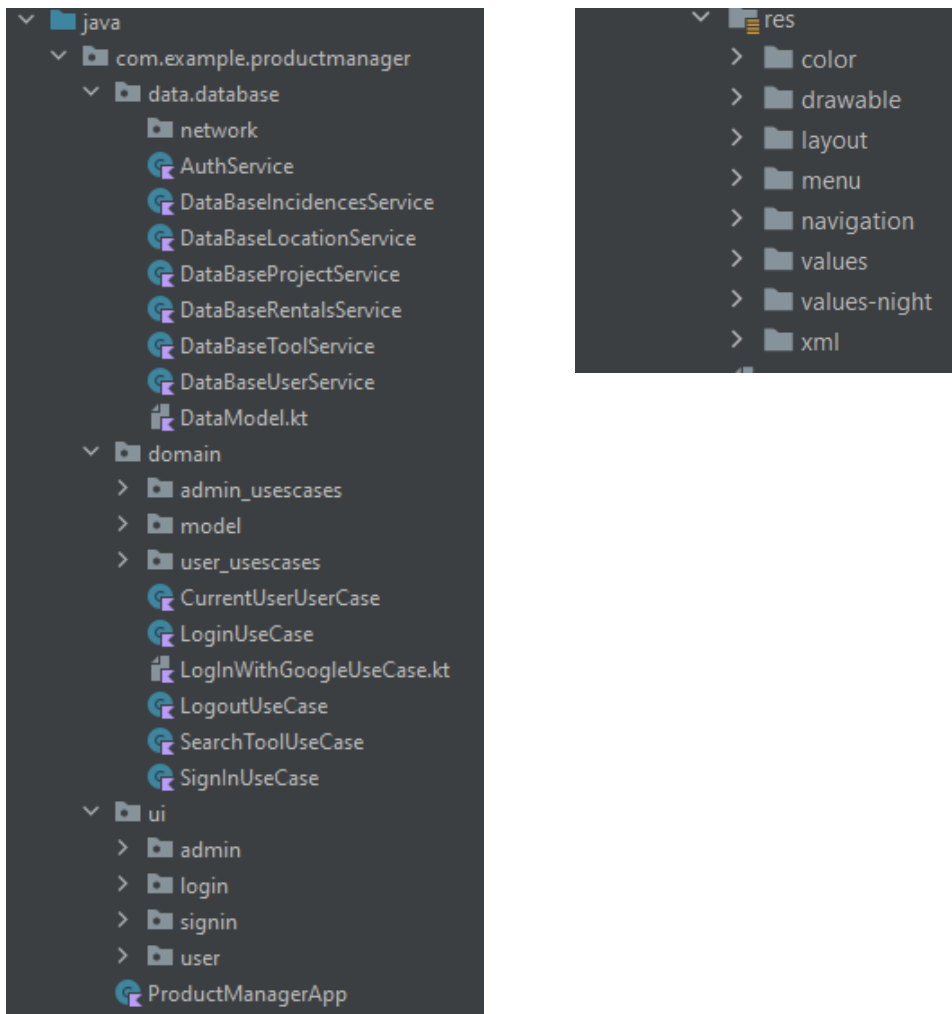 java
com.example.productmanager
data.database
network
AuthService
DataBaseIncidencesService
DataBaseLocationService
DataBaseProjectService
DataBaseRentalsService
DataBaseToolService
DataBaseUserService
DataModel.kt
domain
admin_usescases
model
user_usescases
CurrentUserUserCase
LoginUseCase
LogInWithGoogleUseCase.kt
LogoutUseCase
SearchToolUseCase
SignInUseCase
ui
admin
login
signin
user
ProductManagerApp
res
color
drawable
layout
menu
navigation
values
values-night
xml